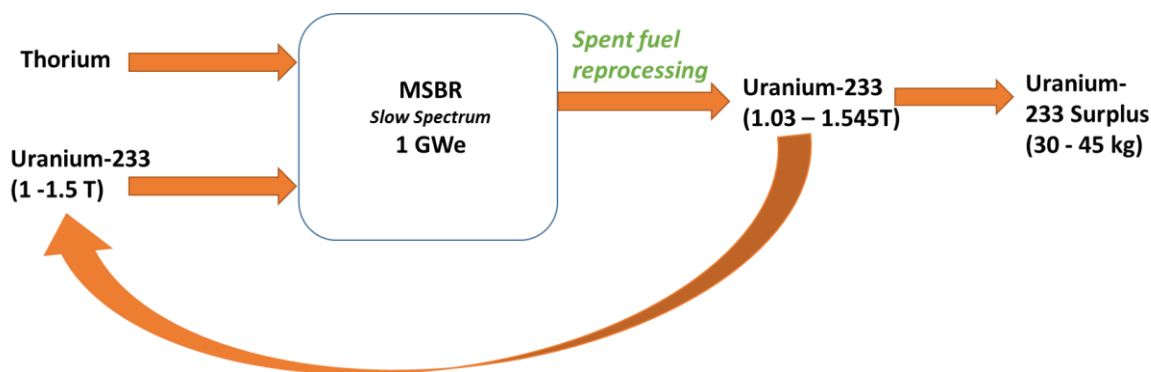 Thorium
Uranium-233
(1 -1.5 T)
MSBR
Slow Spectrum
1 GWe
Spent fuel
reprocessing
Uranium-233
(1.03 – 1.545T)
Uranium-
233 Surplus
(30 - 45 kg)